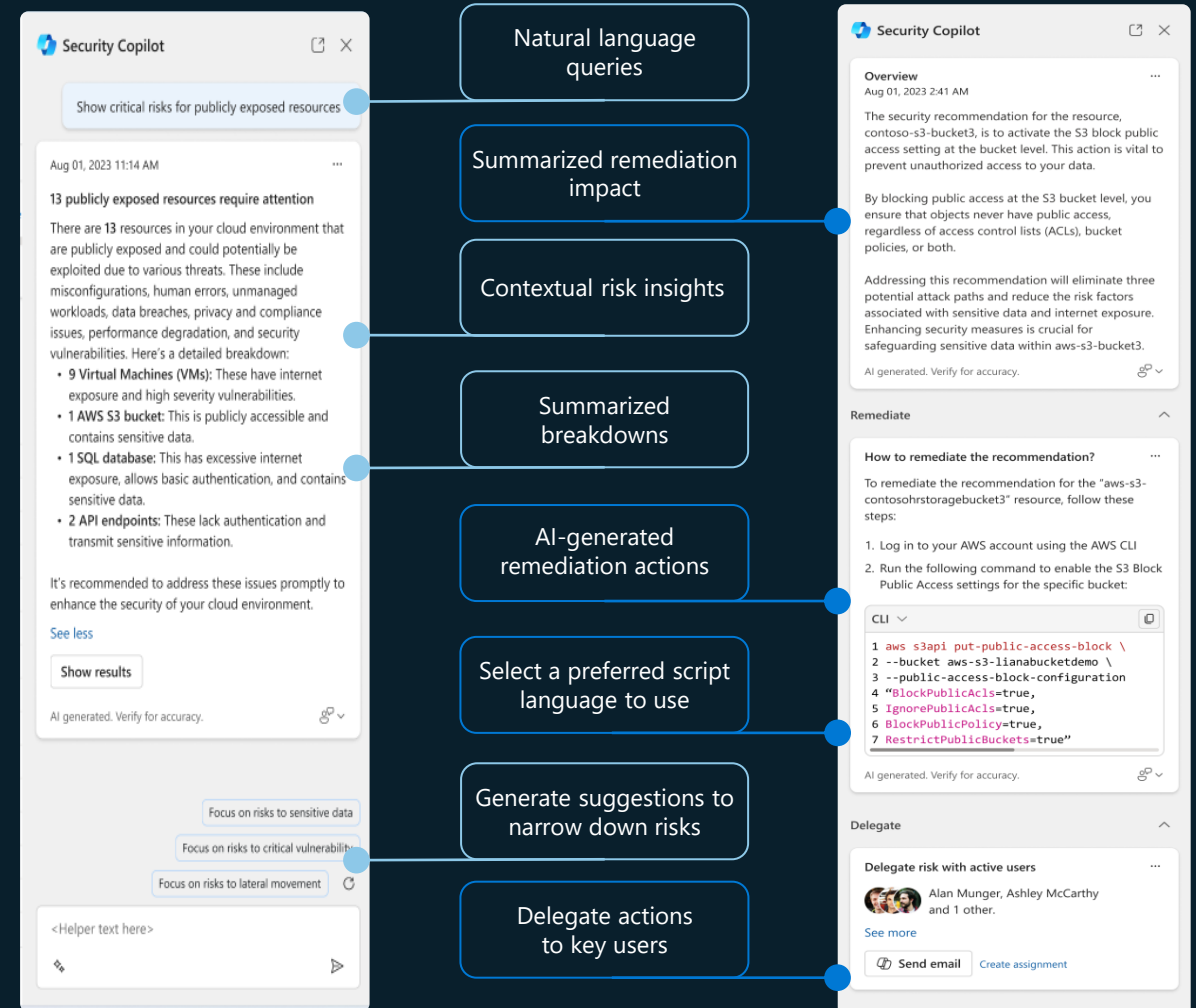 Security Copilot
Show critical risks for publicly exposed resources
Aug 01, 2023 11:14 AM
13 publicly exposed resources require attention
There are 13 resources in your cloud environment that
are publicly exposed and could potentially be
exploited due to various threats. These include
misconfigurations, human errors, unmanaged
workloads, data breaches, privacy and compliance
issues, performance degradation, and security
vulnerabilities. Here's a detailed breakdown:
• 9 Virtual Machines (VMs): These have internet
exposure and high severity vulnerabilities.
• 1 AWS S3 bucket: This is publicly accessible and
contains sensitive data.
• 1 SQL database: This has excessive internet
exposure, allows basic authentication, and contains
sensitive data.
• 2 API endpoints: These lack authentication and
transmit sensitive information.
It's recommended to address these issues promptly to
enhance the security of your cloud environment.
See less
Show results
AI generated. Verify for accuracy.
Focus on risks to sensitive data
Focus on risks to critical vulnerability
Focus on risks to lateral movement
<Helper text here>
Natural language
queries
Summarized remediation
impact
Contextual risk insights
Summarized
breakdowns
AI-generated
remediation actions
Select a preferred script
language to use
Generate suggestions to
narrow down risks
Delegate actions
to key users
Security Copilot
Overview
Aug 01, 2023 2:41 AM
The security recommendation for the resource,
contoso-s3-bucket3, is to activate the S3 block public
access setting at the bucket level. This action is vital to
prevent unauthorized access to your data.
By blocking public access at the S3 bucket level, you
ensure that objects never have public access,
regardless of access control lists (ACLs), bucket
policies, or both.
Addressing this recommendation will eliminate three
potential attack paths and reduce the risk factors
associated with sensitive data and internet exposure.
Enhancing security measures is crucial for
safeguarding sensitive data within aws-s3-bucket3.
AI generated. Verify for accuracy.
Remediate
How to remediate the recommendation?
To remediate the recommendation for the "aws-s3-
contosohrstoragebucket3" resource, follow these
steps:
1. Log in to your AWS account using the AWS CLI
2. Run the following command to enable the S3 Block
Public Access settings for the specific bucket:
CLI
1 aws s3api put-public-access-block \
2 --bucket aws-s3-lianabucketdemo \
3 --public-access-block-configuration
4 “BlockPublicAcls=true,
5 IgnorePublicAcls=true,
6 BlockPublicPolicy=true,
7 RestrictPublicBuckets=true”
AI generated. Verify for accuracy.
Delegate
Delegate risk with active users
Alan Munger, Ashley McCarthy
and 1 other.
See more
Send email
Create assignment